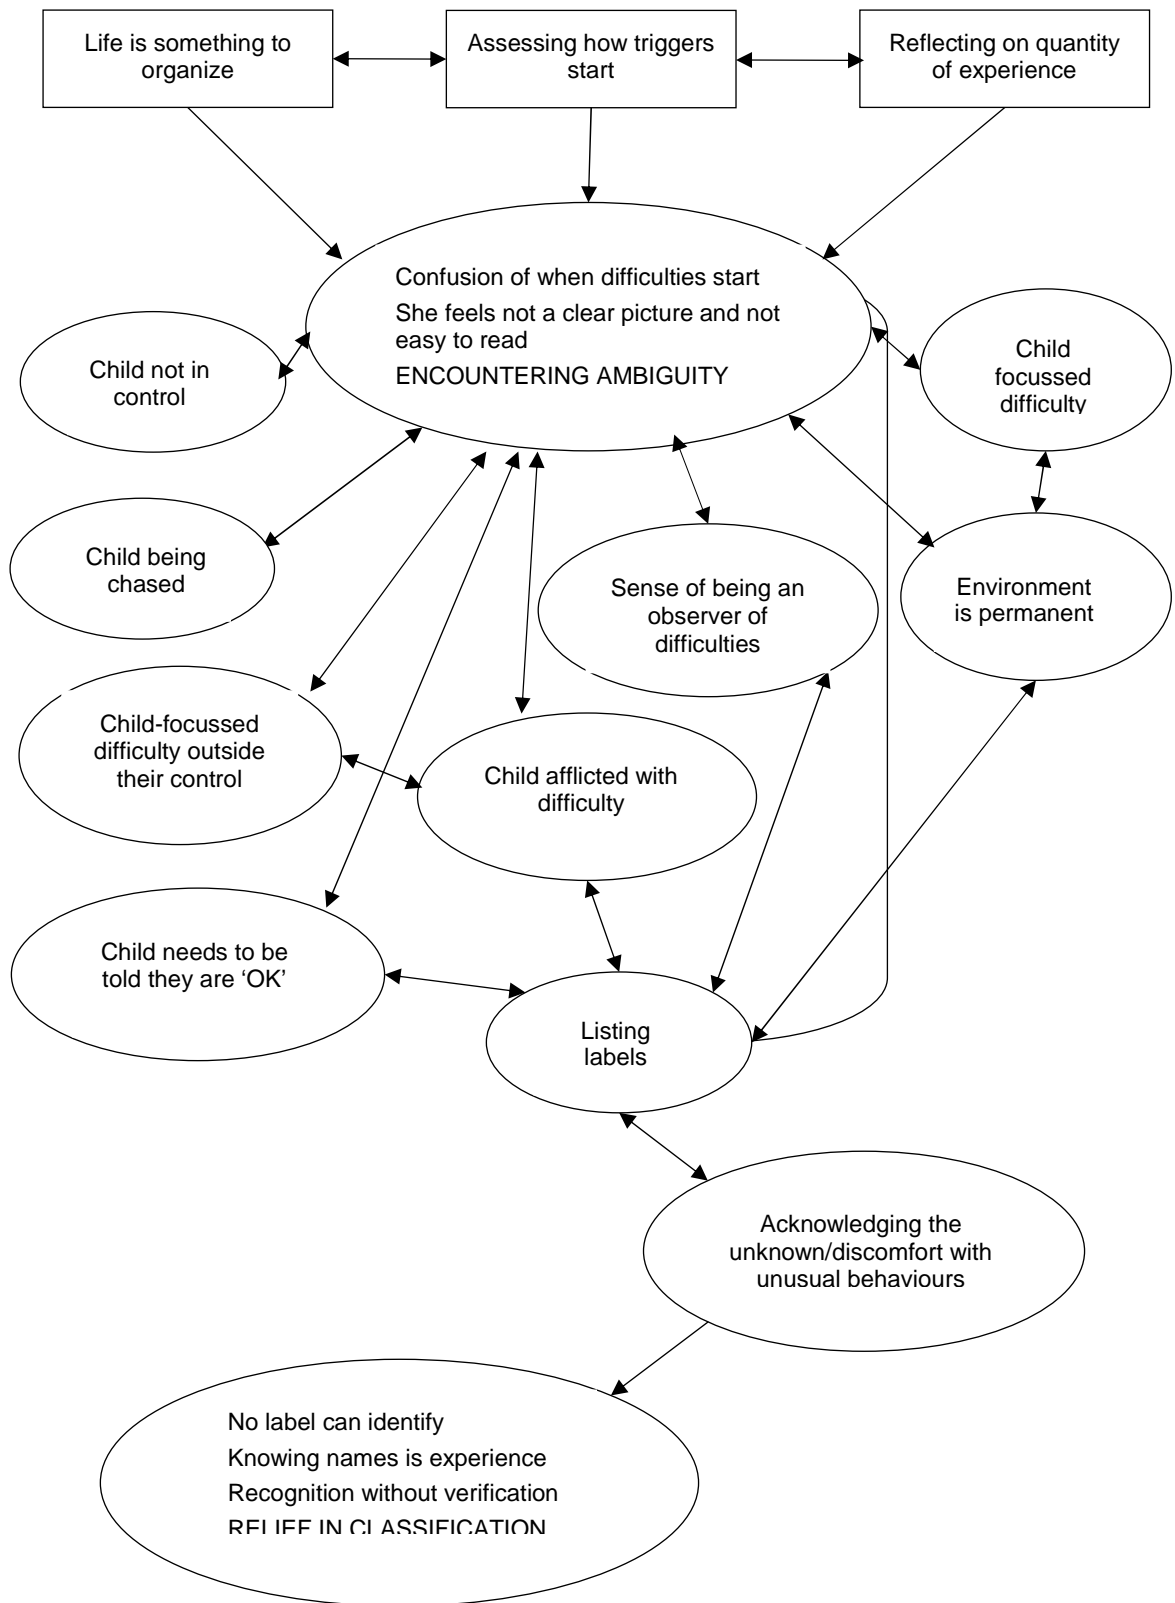 Life is something to
organize
Assessing how triggers
start
Reflecting on quantity
of experience
Confusion of when difficulties start
She feels not a clear picture and not
easy to read
ENCOUNTERING AMBIGUITY
Child not in
control
Child
focussed
difficulty
Child being
chased
Sense of being an
observer of
difficulties
Environment
is permanent
Child-focussed
difficulty outside
their control
Child afflicted with
difficulty
Child needs to be
told they are ‘OK’
Listing
labels
Acknowledging the
unknown/discomfort with
unusual behaviours
No label can identify
Knowing names is experience
Recognition without verification
RELIEF IN CLASSIFICATION